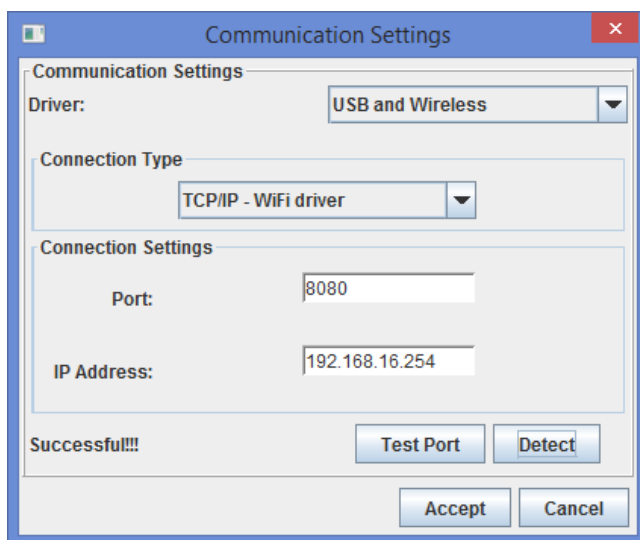 Communication Settings
Communication Settings
Driver: USB and Wireless
Connection Type
TCP/IP - WiFi driver
Connection Settings
Port: 8080
IP Address: 192.168.16.254
Successful!!! Test Port Detect
Accept Cancel